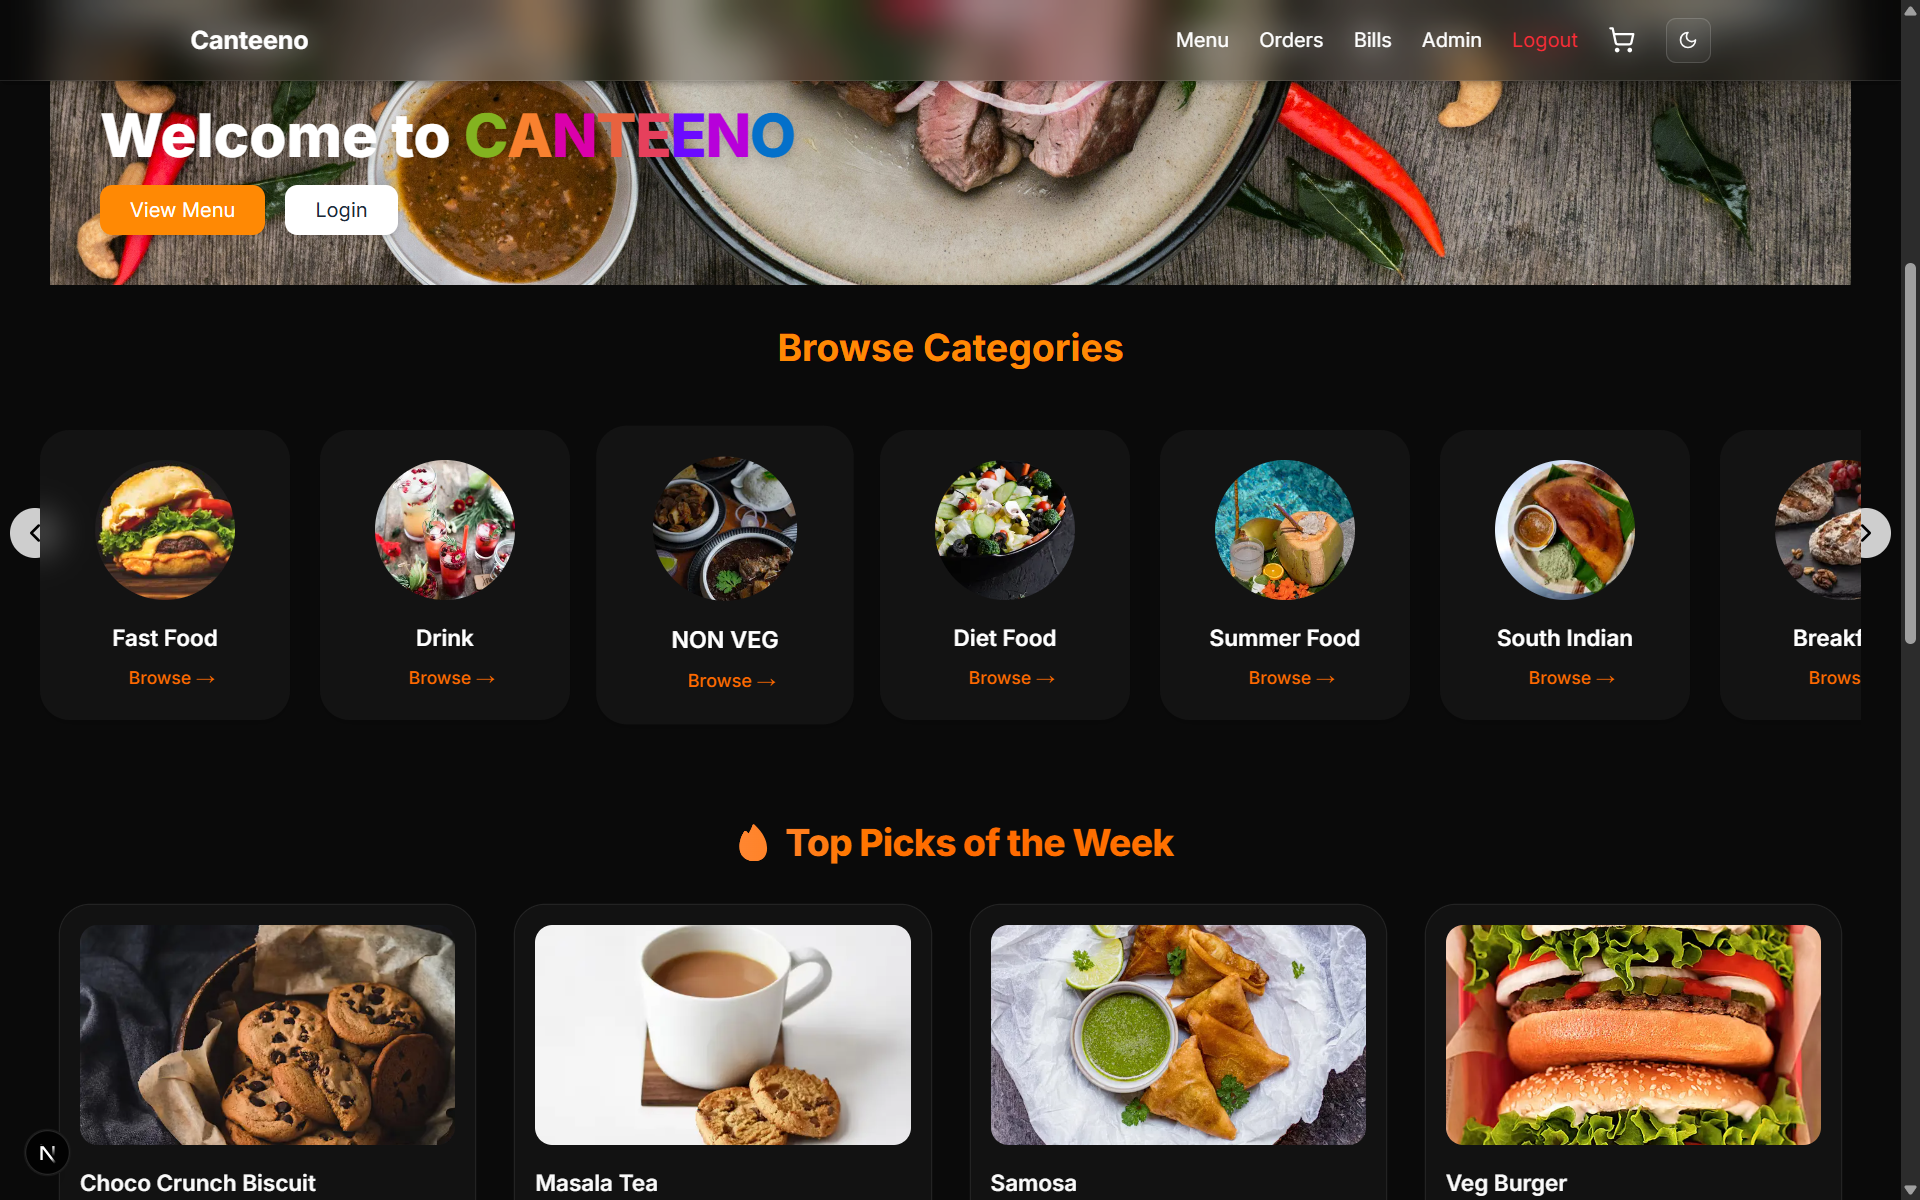 Canteeno
Menu Orders Bills Admin Logout
Welcome to CANTEENO
View Menu Login
Browse Categories
Fast Food Drink NON VEG Diet Food Summer Food South Indian Breakf
Browse → Browse → Browse → Browse → Browse → Browse → Brows
Top Picks of the Week
N
Choco Crunch Biscuit Masala Tea Samosa Veg Burger